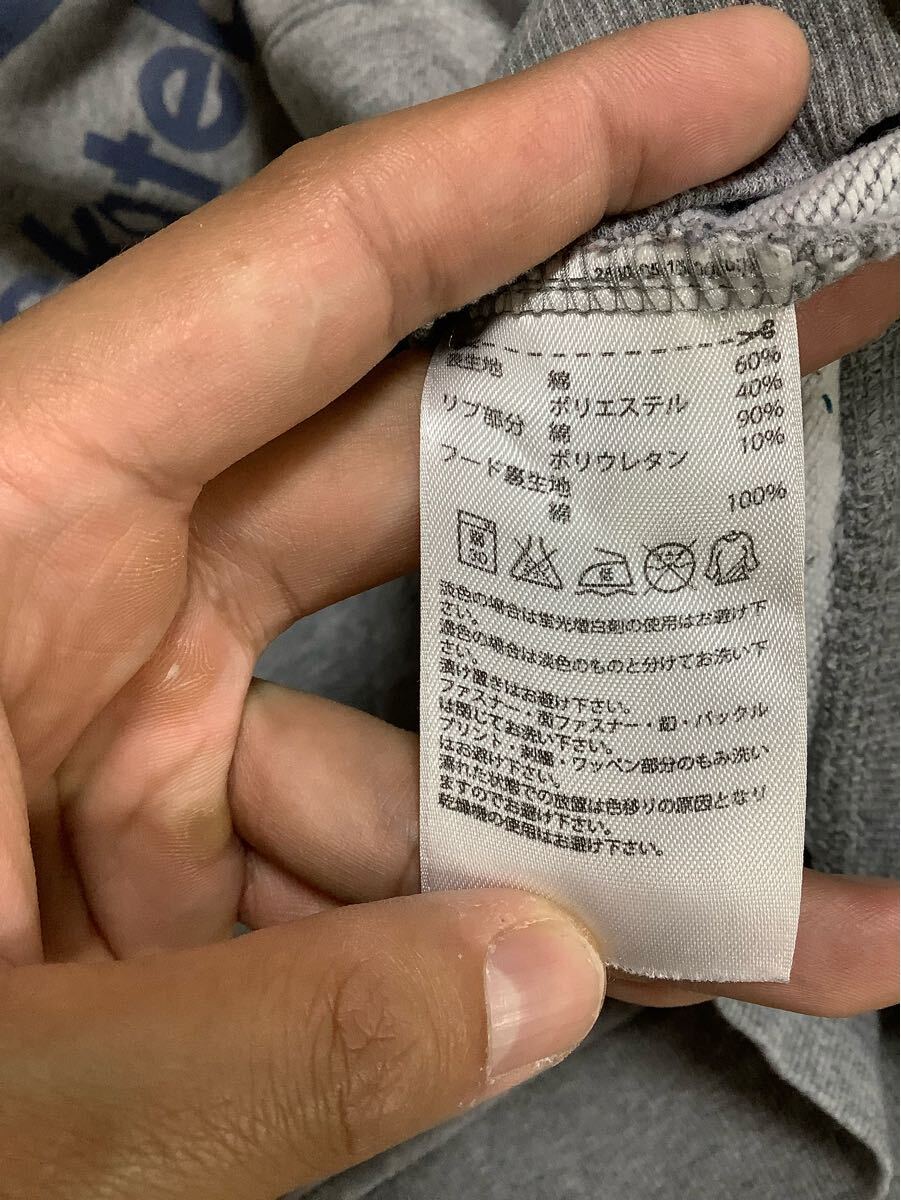 kate
表生地 綿 60%
ポリエステル 40%
リブ部分 綿 90%
ポリウレタン 10%
フード裏生地
綿 100%
淡色の場合は蛍光増白剤の使用はお避け下
さい。
濃色の場合は淡色のものと分けてお洗い下
さい。
漬け置きはお避け下さい。
ファスナー・面ファスナー・釦・バックル
は閉じてお洗い下さい。
プリント・刺繍・ワッペン部分のもみ洗い
はお避け下さい。
濡れた状態での放置は色移りの原因となり
ますのでお避け下さい。
乾燥機の使用はお避け下さい。